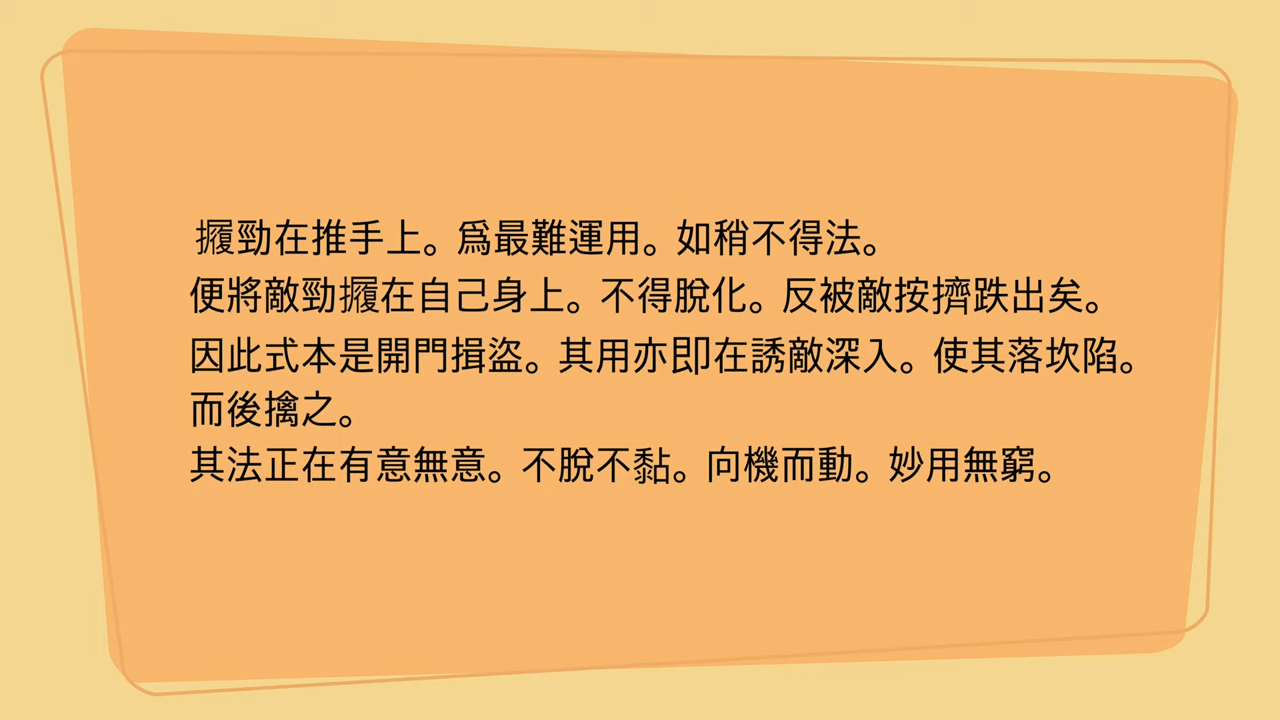 㨰勁在推手上。爲最難運用。如稍不得法。
便將敵勁㨰在自己身上。不得脫化。反被敵按擠跌出矣。
因此式本是開門揖盜。其用亦即在誘敵深入。使其落坎陷。
而後擒之。
其法正在有意無意。不脫不黏。向機而動。妙用無窮。